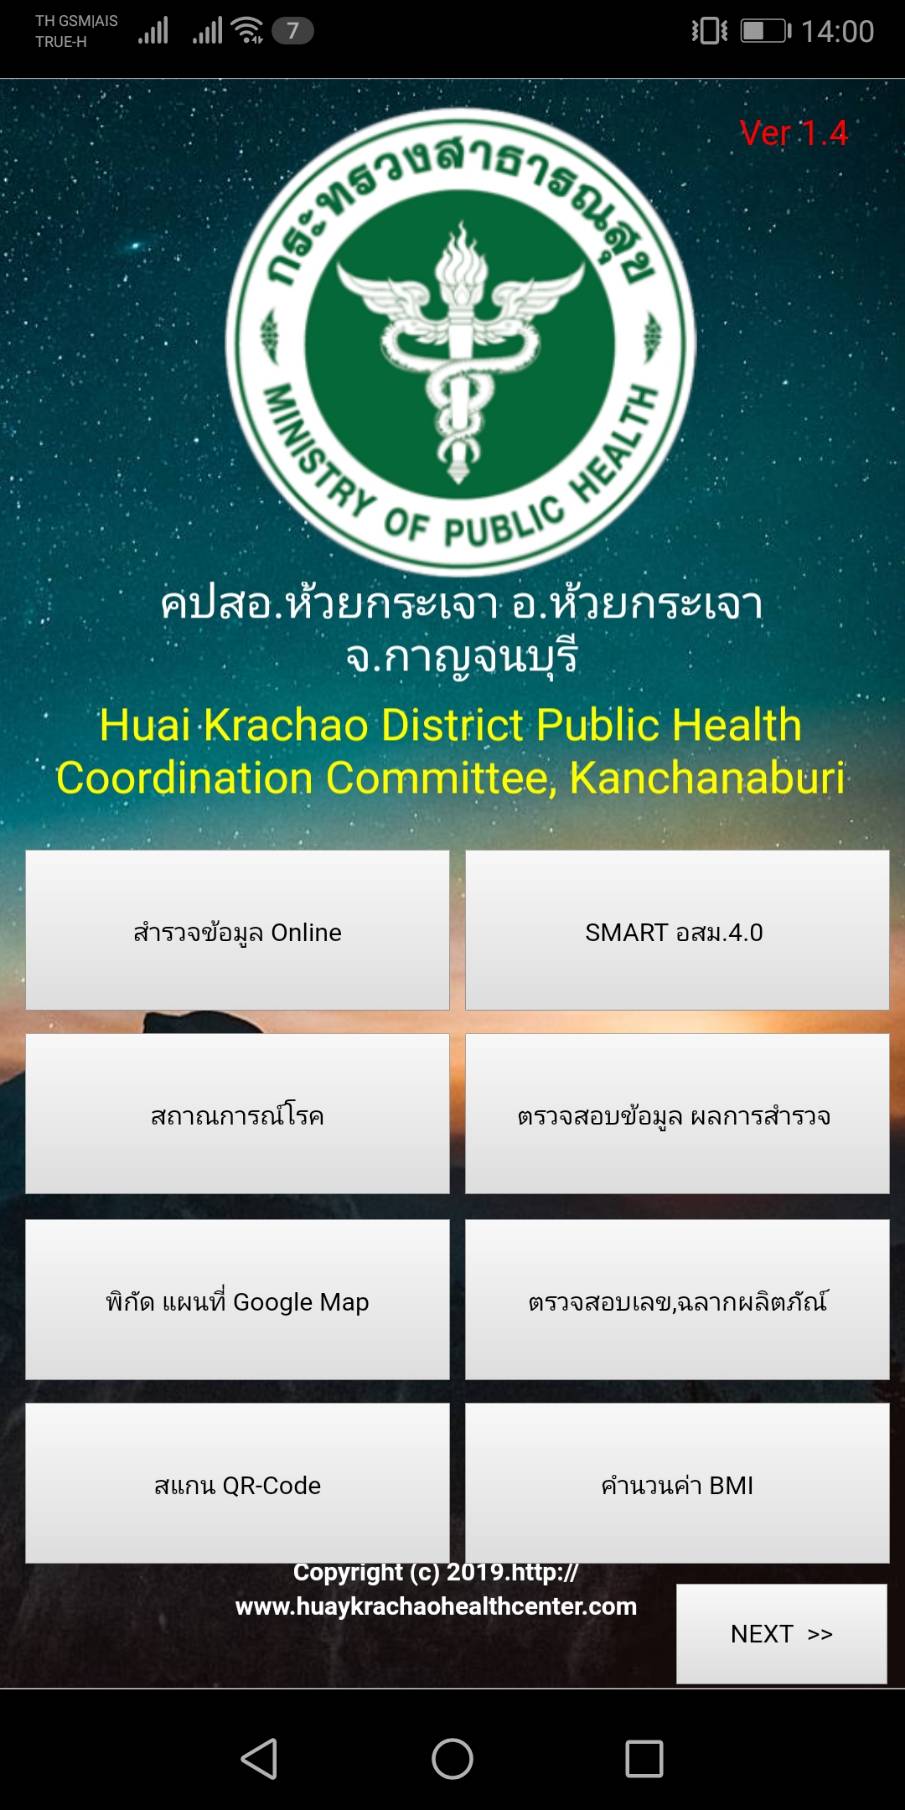 TH GSM|AIS
TRUE-H
7
14:00
Ver 1.4
กระทรวงสาธารณสุข
MINISTRY OF PUBLIC HEALTH
คปสอ.ห้วยกระเจา อ.ห้วยกระเจา
จ.กาญจนบุรี
Huai Krachao District Public Health
Coordination Committee, Kanchanaburi
สำรวจข้อมูล Online
SMART อสม.4.0
สถาณการณ์โรค
ตรวจสอบข้อมูล ผลการสำรวจ
พิกัด แผนที่ Google Map
ตรวจสอบเลข,ฉลากผลิตภัณ์
สแกน QR-Code
คำนวนค่า BMI
Copyright (c) 2019.http://
www.huaykrachaohealthcenter.com
NEXT >>